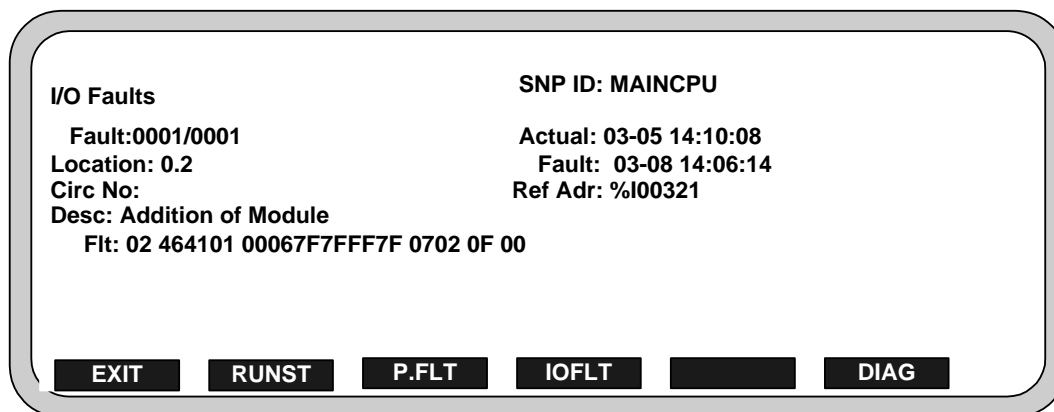 I/O Faults
SNP ID: MAINCPU
Fault:0001/0001
Actual: 03-05 14:10:08
Location: 0.2
Fault: 03-08 14:06:14
Circ No:
Ref Adr: %I00321
Desc: Addition of Module
Flt: 02 464101 00067F7FFF7F 0702 0F 00
EXIT RUNST P.FLT IOFLT DIAG